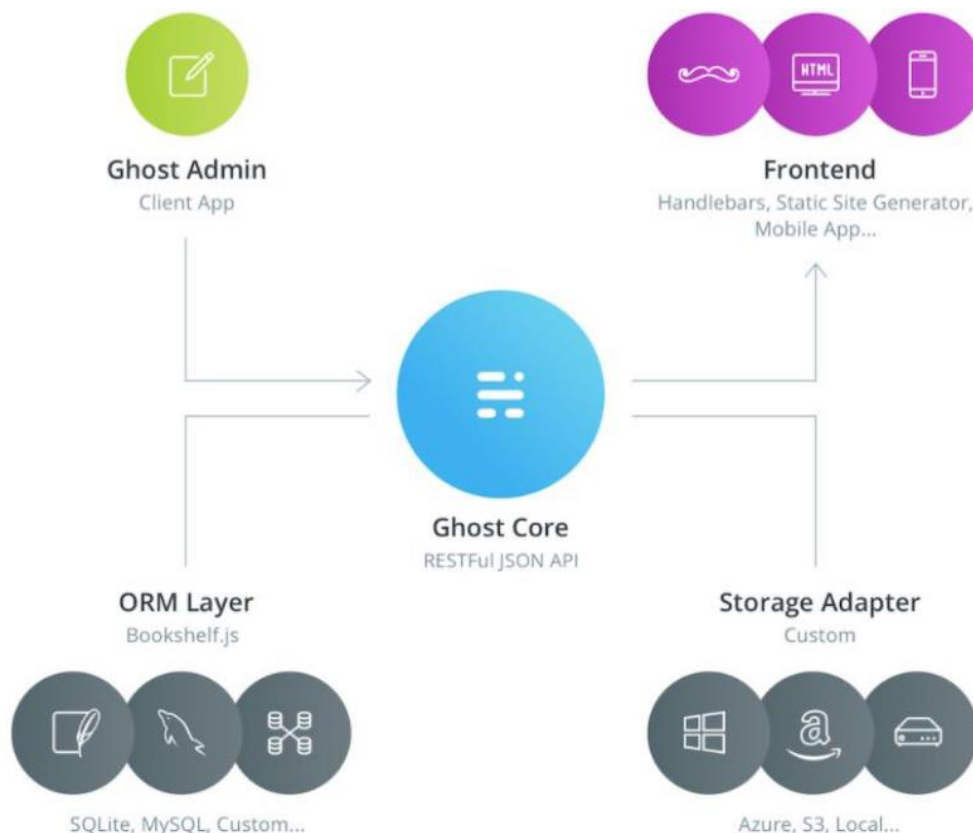 HTML
Ghost Admin
Client App
Frontend
Handlebars, Static Site Generator,
Mobile App...
Ghost Core
RESTFul JSON API
ORM Layer
Bookshelf.js
SQLite, MySQL, Custom...
Storage Adapter
Custom
a
Azure, S3, Local...